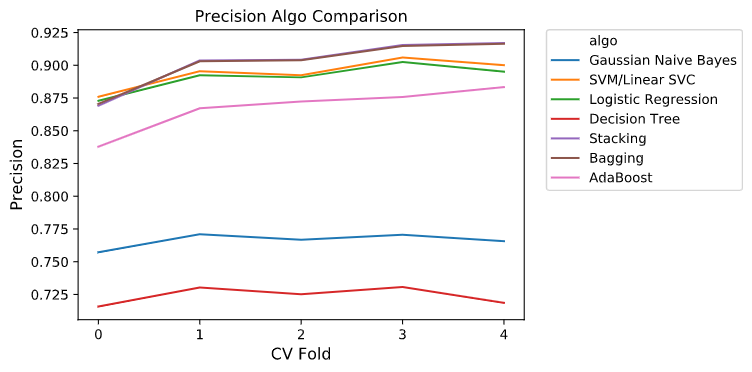 Precision Algo Comparison
0.925
0.900
0.875
0.850
0.825
0.800
0.775
0.750
0.725
Precision
0
1
2
3
4
CV Fold
algo
Gaussian Naive Bayes
SVM/Linear SVC
Logistic Regression
Decision Tree
Stacking
Bagging
AdaBoost